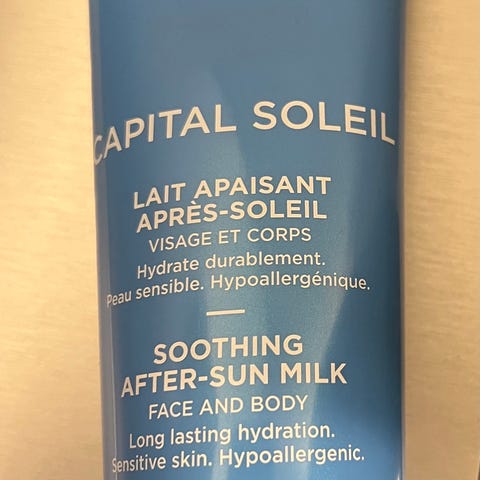 CAPITAL SOLEIL
LAIT APAISANT
APRÈS-SOLEIL
VISAGE ET CORPS
Hydrate durablement.
Peau sensible. Hypoallergénique.
SOOTHING
AFTER-SUN MILK
FACE AND BODY
Long lasting hydration.
Sensitive skin. Hypoallergenic.